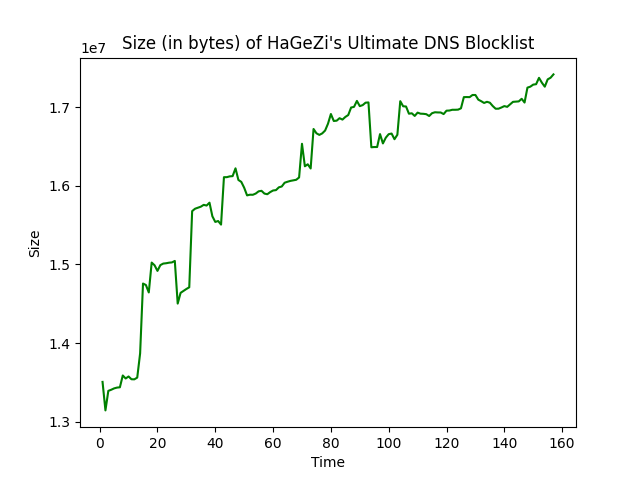 Size (in bytes) of HaGeZi's Ultimate DNS Blocklist
1e7
1.7
1.6
1.5
1.4
1.3
Size
0 20 40 60 80 100 120 140 160
Time